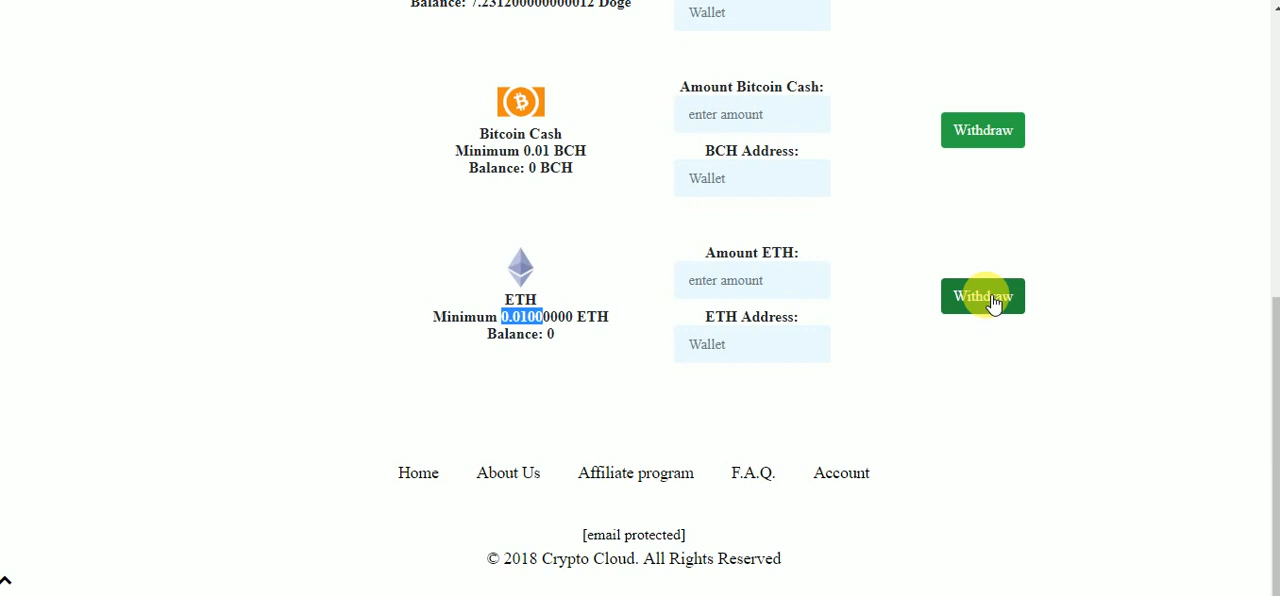 Balance: 7.231200000000012 Doge
Wallet
Amount Bitcoin Cash:
enter amount
Bitcoin Cash
Minimum 0.01 BCH
Balance: 0 BCH
BCH Address:
Wallet
Withdraw
Amount ETH:
enter amount
ETH
Minimum 0.01000000 ETH
Balance: 0
ETH Address:
Wallet
Withdraw
Home About Us Affiliate program F.A.Q. Account
[email protected]
© 2018 Crypto Cloud. All Rights Reserved